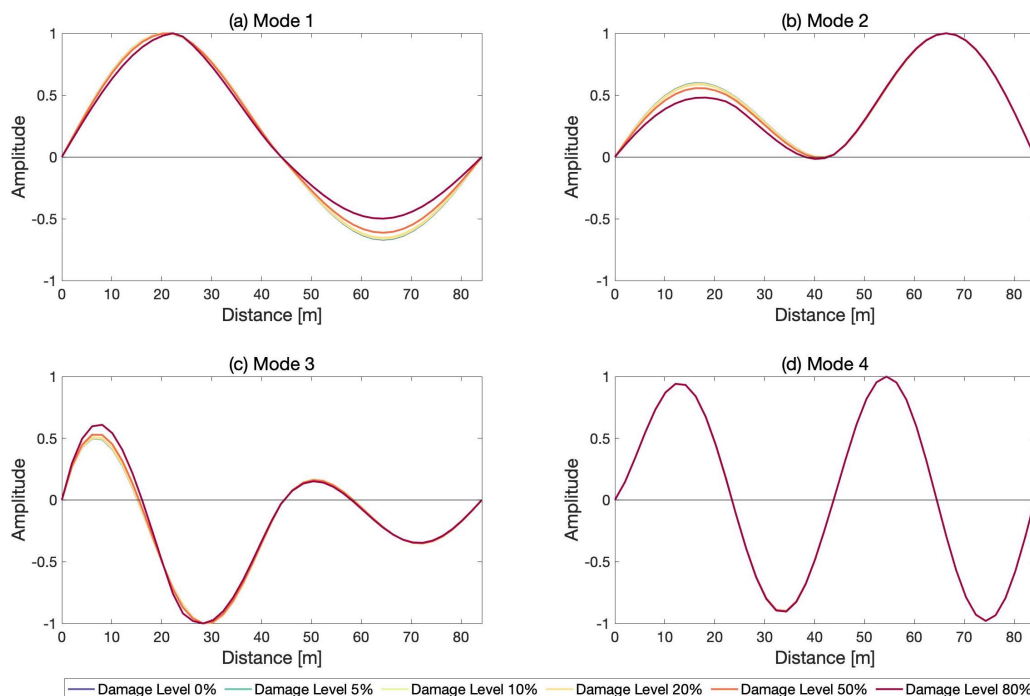 (a) Mode 1
1
0.5
0
-0.5
-1
Amplitude
0 10 20 30 40 50 60 70 80
Distance [m]
(b) Mode 2
1
0.5
0
-0.5
-1
Amplitude
0 10 20 30 40 50 60 70 80
Distance [m]
(c) Mode 3
1
0.5
0
-0.5
-1
Amplitude
0 10 20 30 40 50 60 70 80
Distance [m]
(d) Mode 4
1
0.5
0
-0.5
-1
Amplitude
0 10 20 30 40 50 60 70 80
Distance [m]
Damage Level 0% Damage Level 5% Damage Level 10% Damage Level 20% Damage Level 50% Damage Level 80%